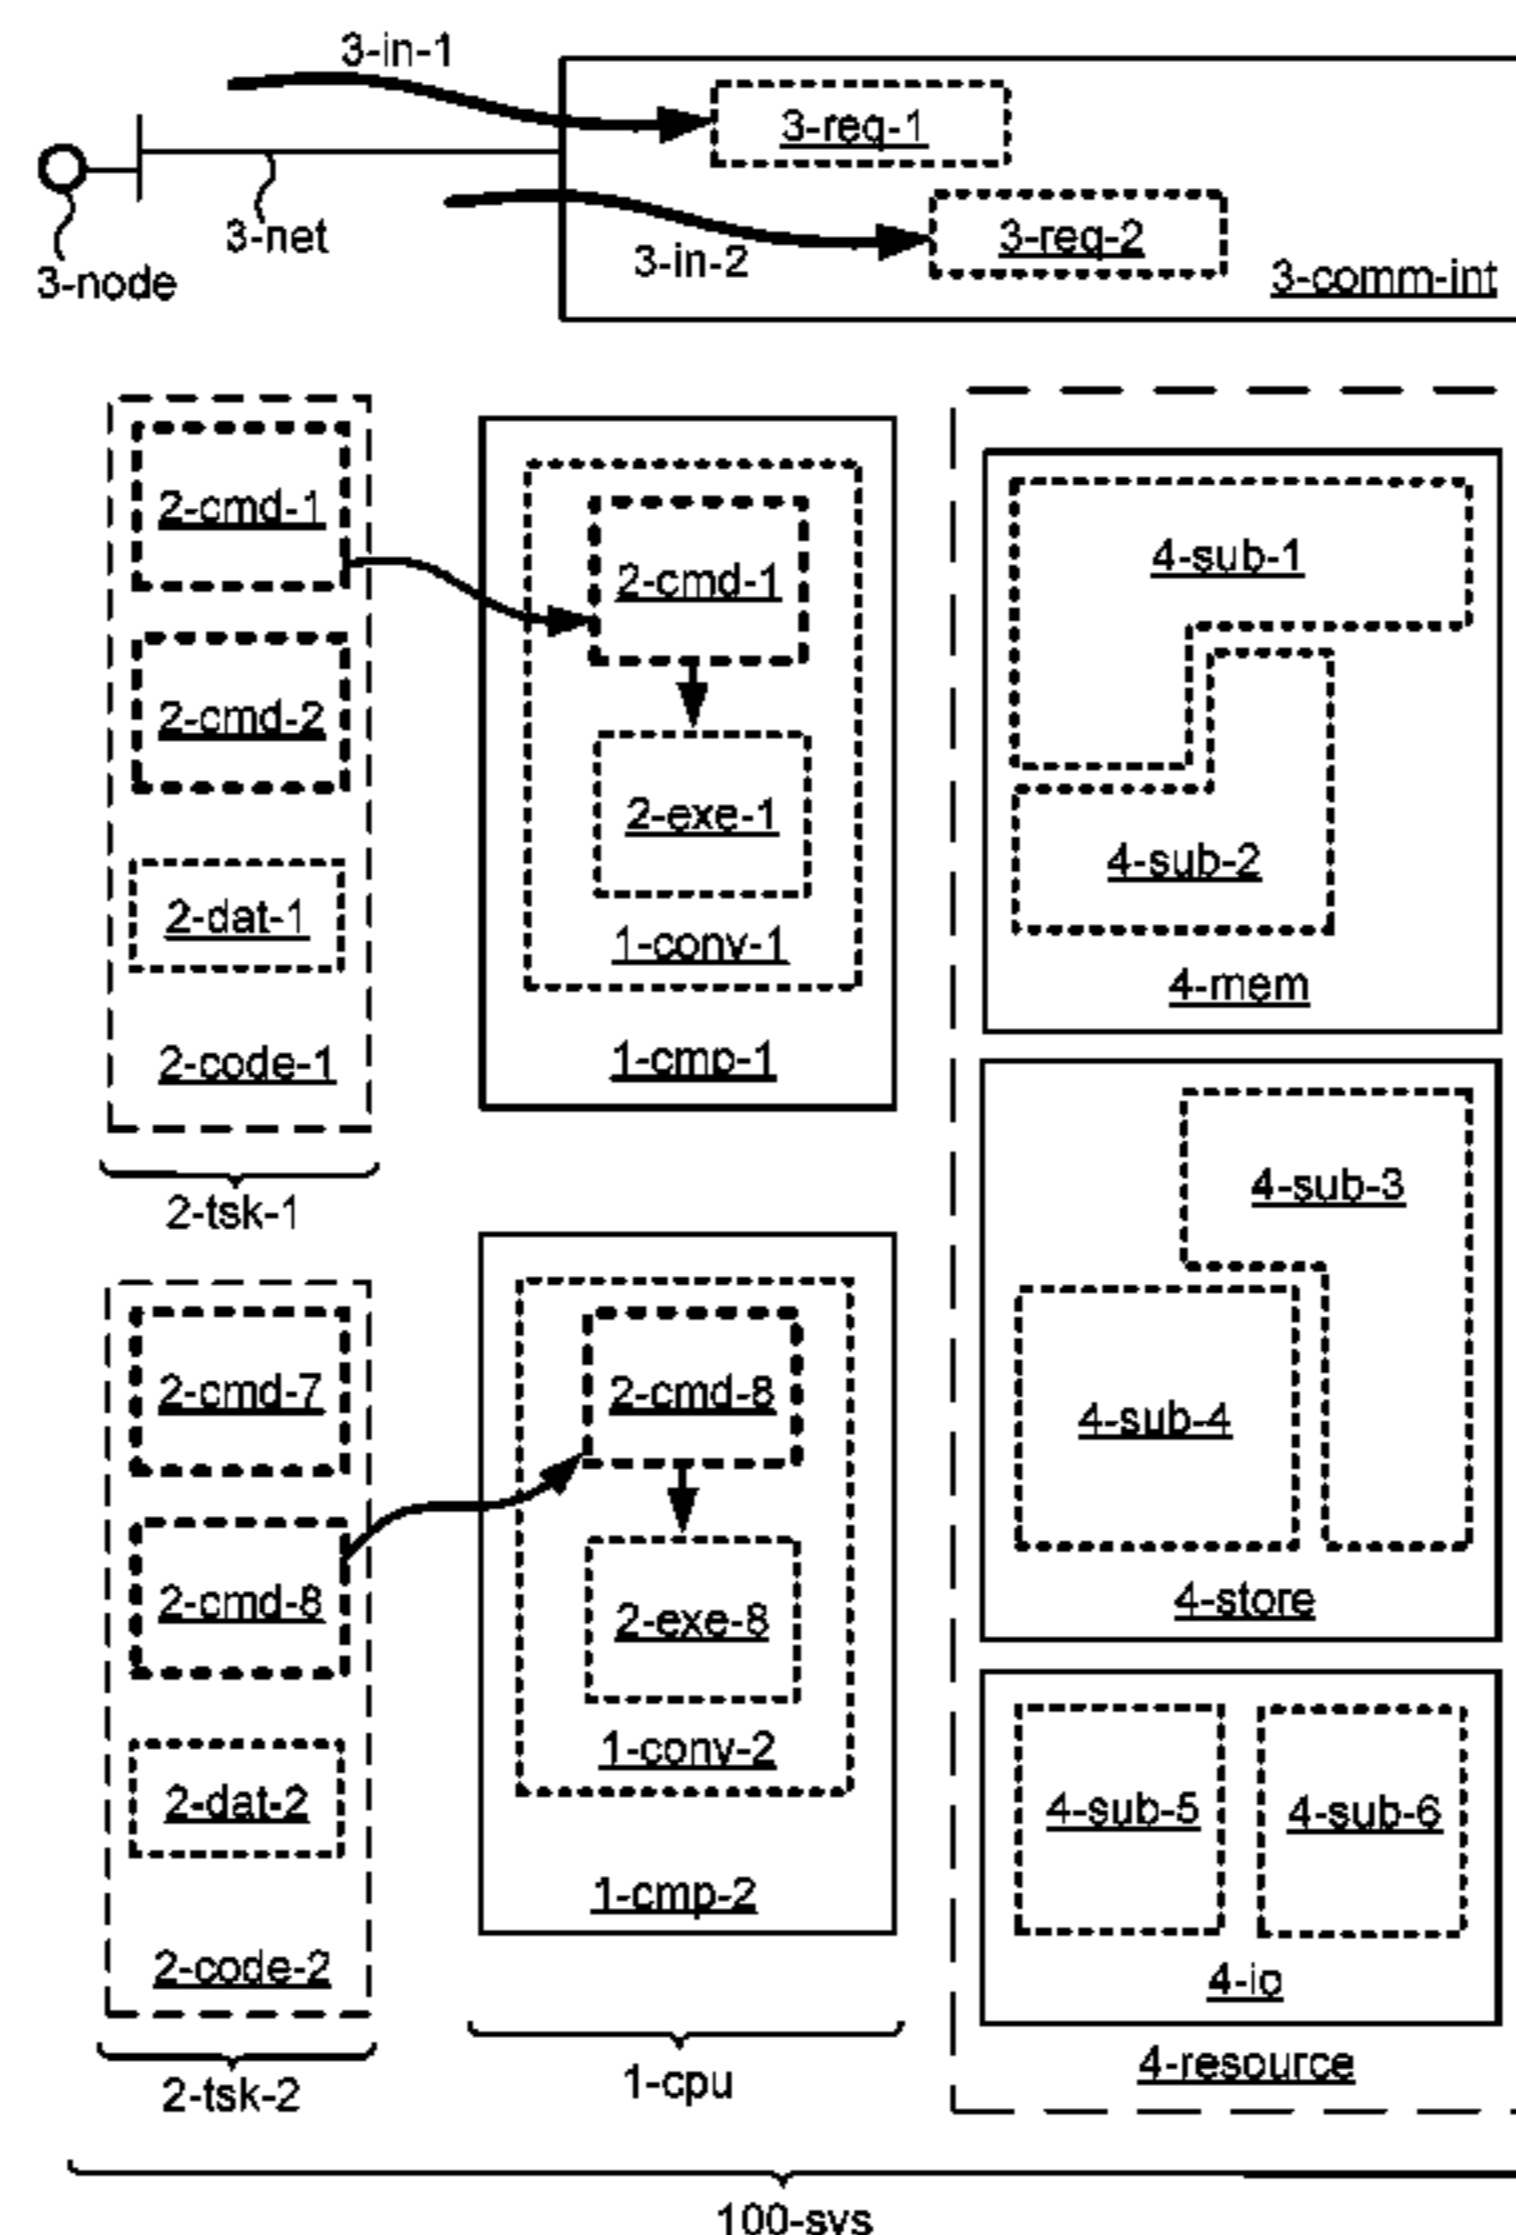 3-in-1
3-req-1
3-net
3-in-2
3-req-2
3-node
3-comm-int
2-cmd-1
2-cmd-2
2-dat-1
2-code-1
2-tsk-1
2-cmd-1
2-exe-1
1-conv-1
1-cmp-1
4-sub-1
4-sub-2
4-mem
4-sub-3
4-sub-4
4-store
2-cmd-7
2-cmd-8
2-dat-2
2-code-2
2-tsk-2
2-cmd-8
2-exe-8
1-conv-2
1-cmp-2
1-cpu
4-sub-5
4-sub-6
4-io
4-resource
100-sys